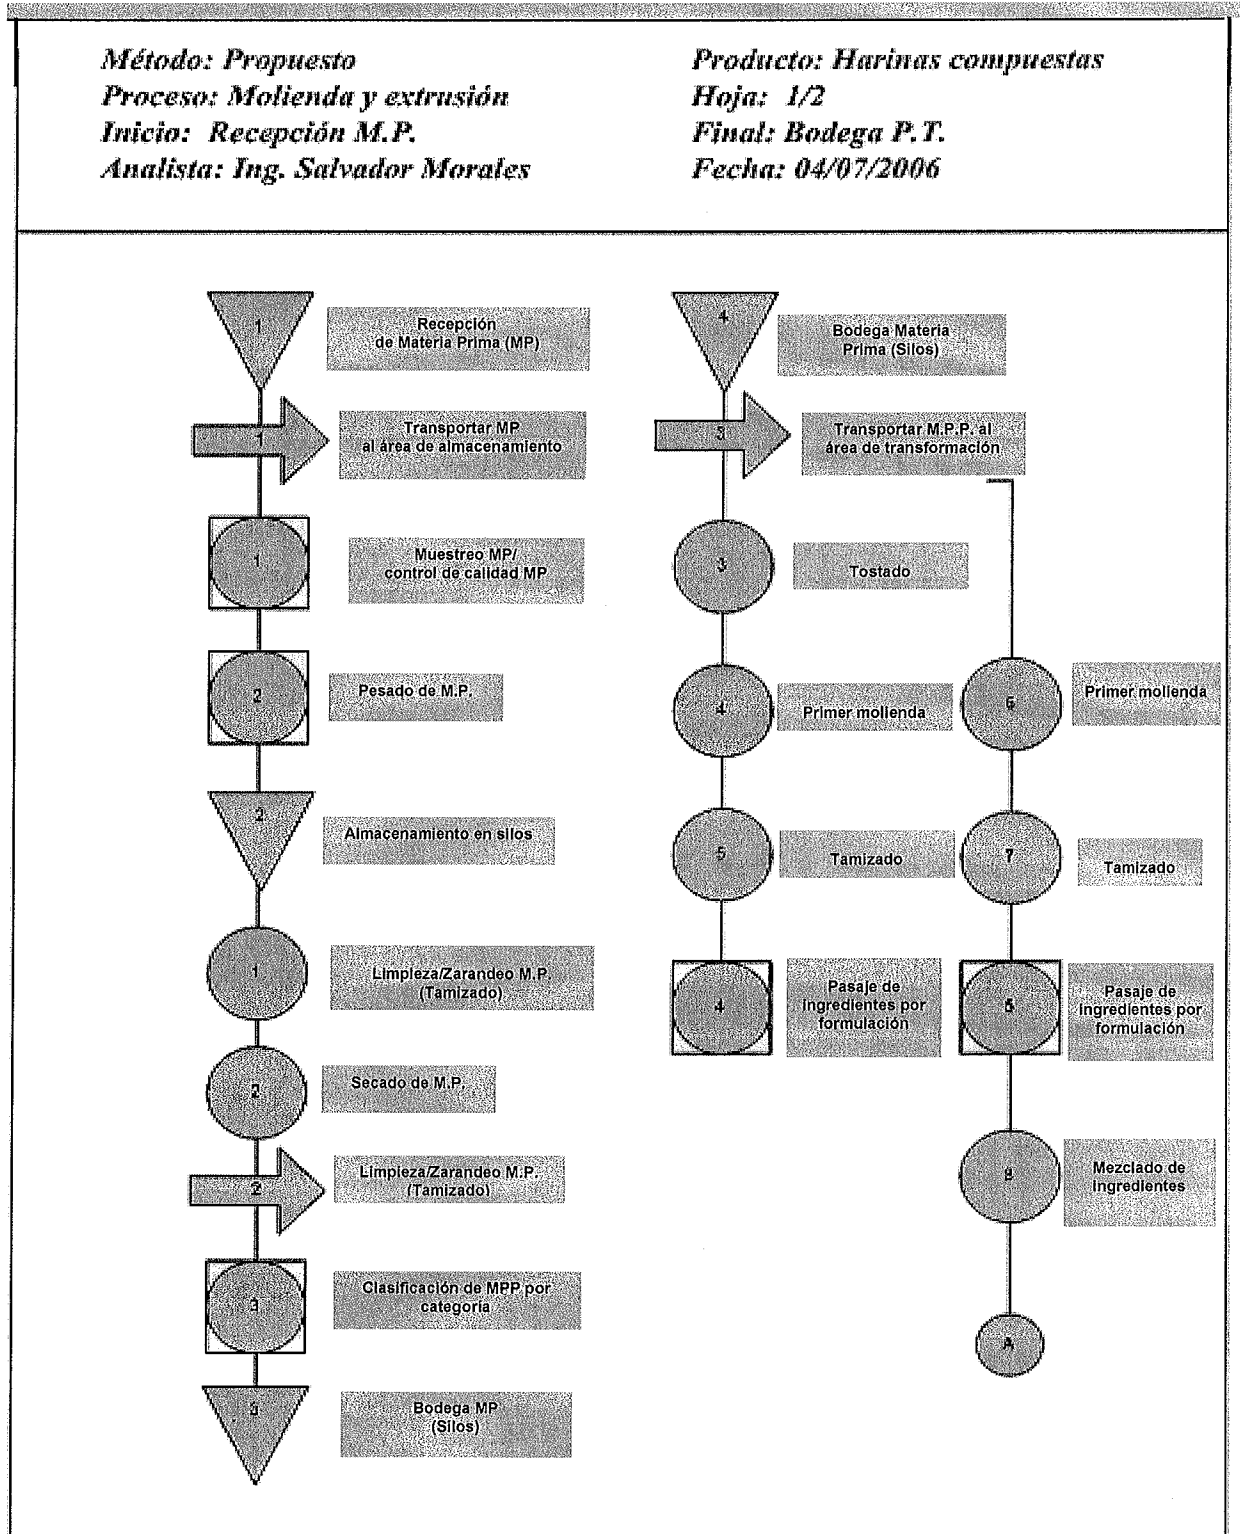 Método: Propuesto
Proceso: Molienda y extrusión
Inicio: Recepción M.P.
Analista: Ing. Salvador Morales
Producto: Harinas compuestas
Hoja: 1/2
Final: Bodega P.T.
Fecha: 04/07/2006
1
Recepción
de Materia Prima (MP)
1
Transportar MP
al área de almacenamiento
1
Muestreo MP/
control de calidad MP
2
Pesado de M.P.
2
Almacenamiento en silos
1
Limpieza/Zarandeo M.P.
(Tamizado)
2
Secado de M.P.
2
Limpieza/Zarandeo M.P.
(Tamizado)
3
Clasificación de MPP por
categoría
3
Bodega MP
(Silos)
4
Bodega Materia
Prima (Silos)
3
Transportar M.P.P. al
área de transformación
3
Tostado
4
Primer molienda
5
Tamizado
4
Pasaje de
ingredientes por
formulación
6
Primer molienda
7
Tamizado
5
Pasaje de
ingredientes por
formulación
8
Mezclado de
ingredientes
A